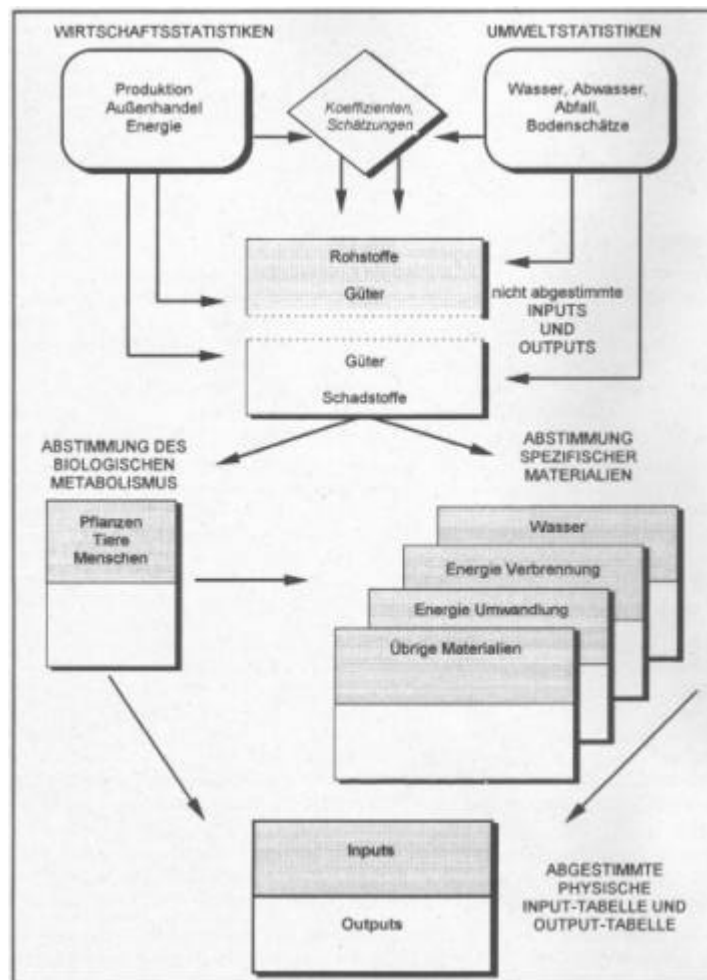 WIRTSCHAFTSSTATISTIKEN
UMWELTSTATISTIKEN
Produktion
Außenhandel
Energie
Koeffizienten,
Schätzungen
Wasser, Abwasser,
Abfall,
Bodenschätze
Rohstoffe
Güter
nicht abgestimmte
INPUTS
UND
OUTPUTS
Güter
Schadstoffe
ABSTIMMUNG DES
BIOLOGISCHEN
METABOLISMUS
ABSTIMMUNG
SPEZIFISCHER
MATERIALIEN
Pflanzen
Tiere
Menschen
Wasser
Energie Verbrennung
Energie Umwandlung
Übrige Materialien
Inputs
Outputs
ABGESTIMMTE
PHYSISCHE
INPUT-TABELLE UND
OUTPUT-TABELLE